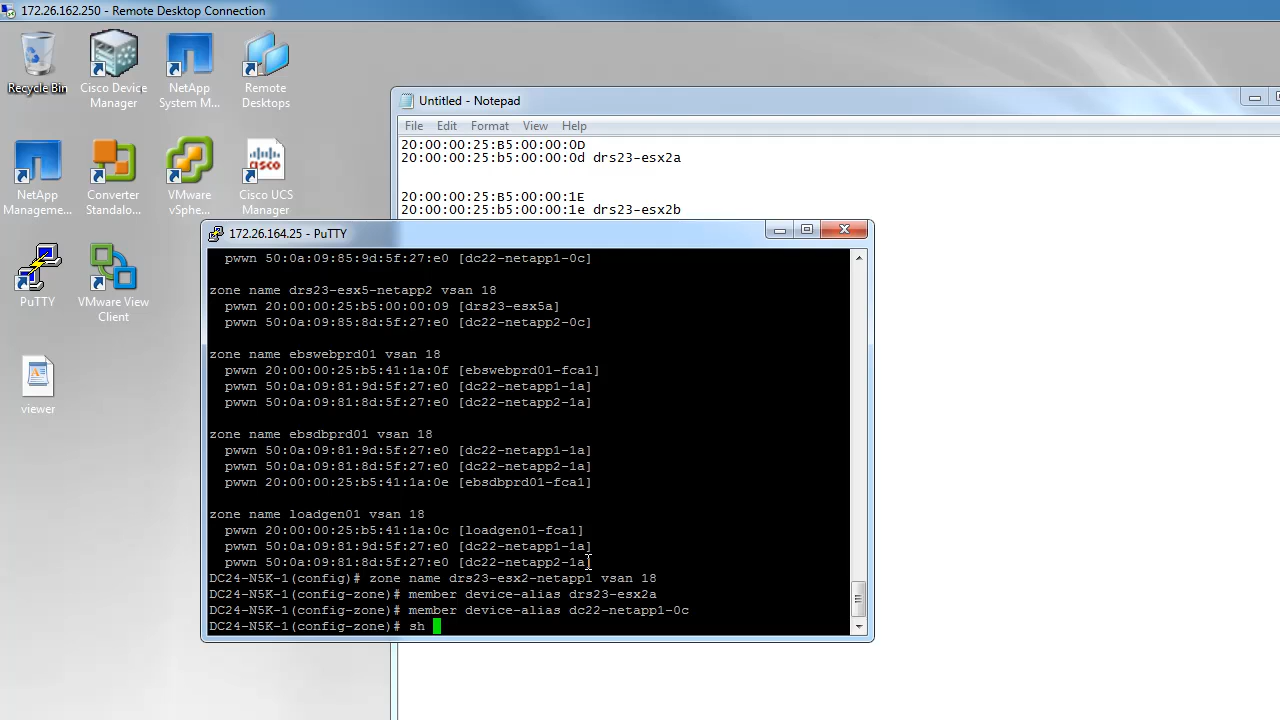 172.26.162.250 - Remote Desktop Connection
Recycle Bin
Cisco Device
Manager
NetApp
System M...
Remote
Desktops
NetApp
Manageme...
Converter
Standalo...
VMware
vSphe...
cisco
Cisco UCS
Manager
PuTTY
VMware View
Client
viewer
Untitled - Notepad
File Edit Format View Help
20:00:00:25:B5:00:00:0D
20:00:00:25:b5:00:00:0d drs23-esx2a
20:00:00:25:B5:00:00:1E
20:00:00:25:b5:00:00:1e drs23-esx2b
172.26.164.25 - PuTTY
pwwn 50:0a:09:85:9d:5f:27:e0 [dc22-netapp1-0c]
zone name drs23-esx5-netapp2 vsan 18
pwwn 20:00:00:25:b5:00:00:09 [drs23-esx5a]
pwwn 50:0a:09:85:8d:5f:27:e0 [dc22-netapp2-0c]
zone name ebswebprd01 vsan 18
pwwn 20:00:00:25:b5:41:1a:0f [ebswebprd01-fca1]
pwwn 50:0a:09:81:9d:5f:27:e0 [dc22-netapp1-1a]
pwwn 50:0a:09:81:8d:5f:27:e0 [dc22-netapp2-1a]
zone name ebsdbprd01 vsan 18
pwwn 50:0a:09:81:9d:5f:27:e0 [dc22-netapp1-1a]
pwwn 50:0a:09:81:8d:5f:27:e0 [dc22-netapp2-1a]
pwwn 20:00:00:25:b5:41:1a:0e [ebsdbprd01-fca1]
zone name loadgen01 vsan 18
pwwn 20:00:00:25:b5:41:1a:0c [loadgen01-fca1]
pwwn 50:0a:09:81:9d:5f:27:e0 [dc22-netapp1-1a]
pwwn 50:0a:09:81:8d:5f:27:e0 [dc22-netapp2-1a]
DC24-N5K-1(config)# zone name drs23-esx2-netapp1 vsan 18
DC24-N5K-1(config-zone)# member device-alias drs23-esx2a
DC24-N5K-1(config-zone)# member device-alias dc22-netapp1-0c
DC24-N5K-1(config-zone)# sh